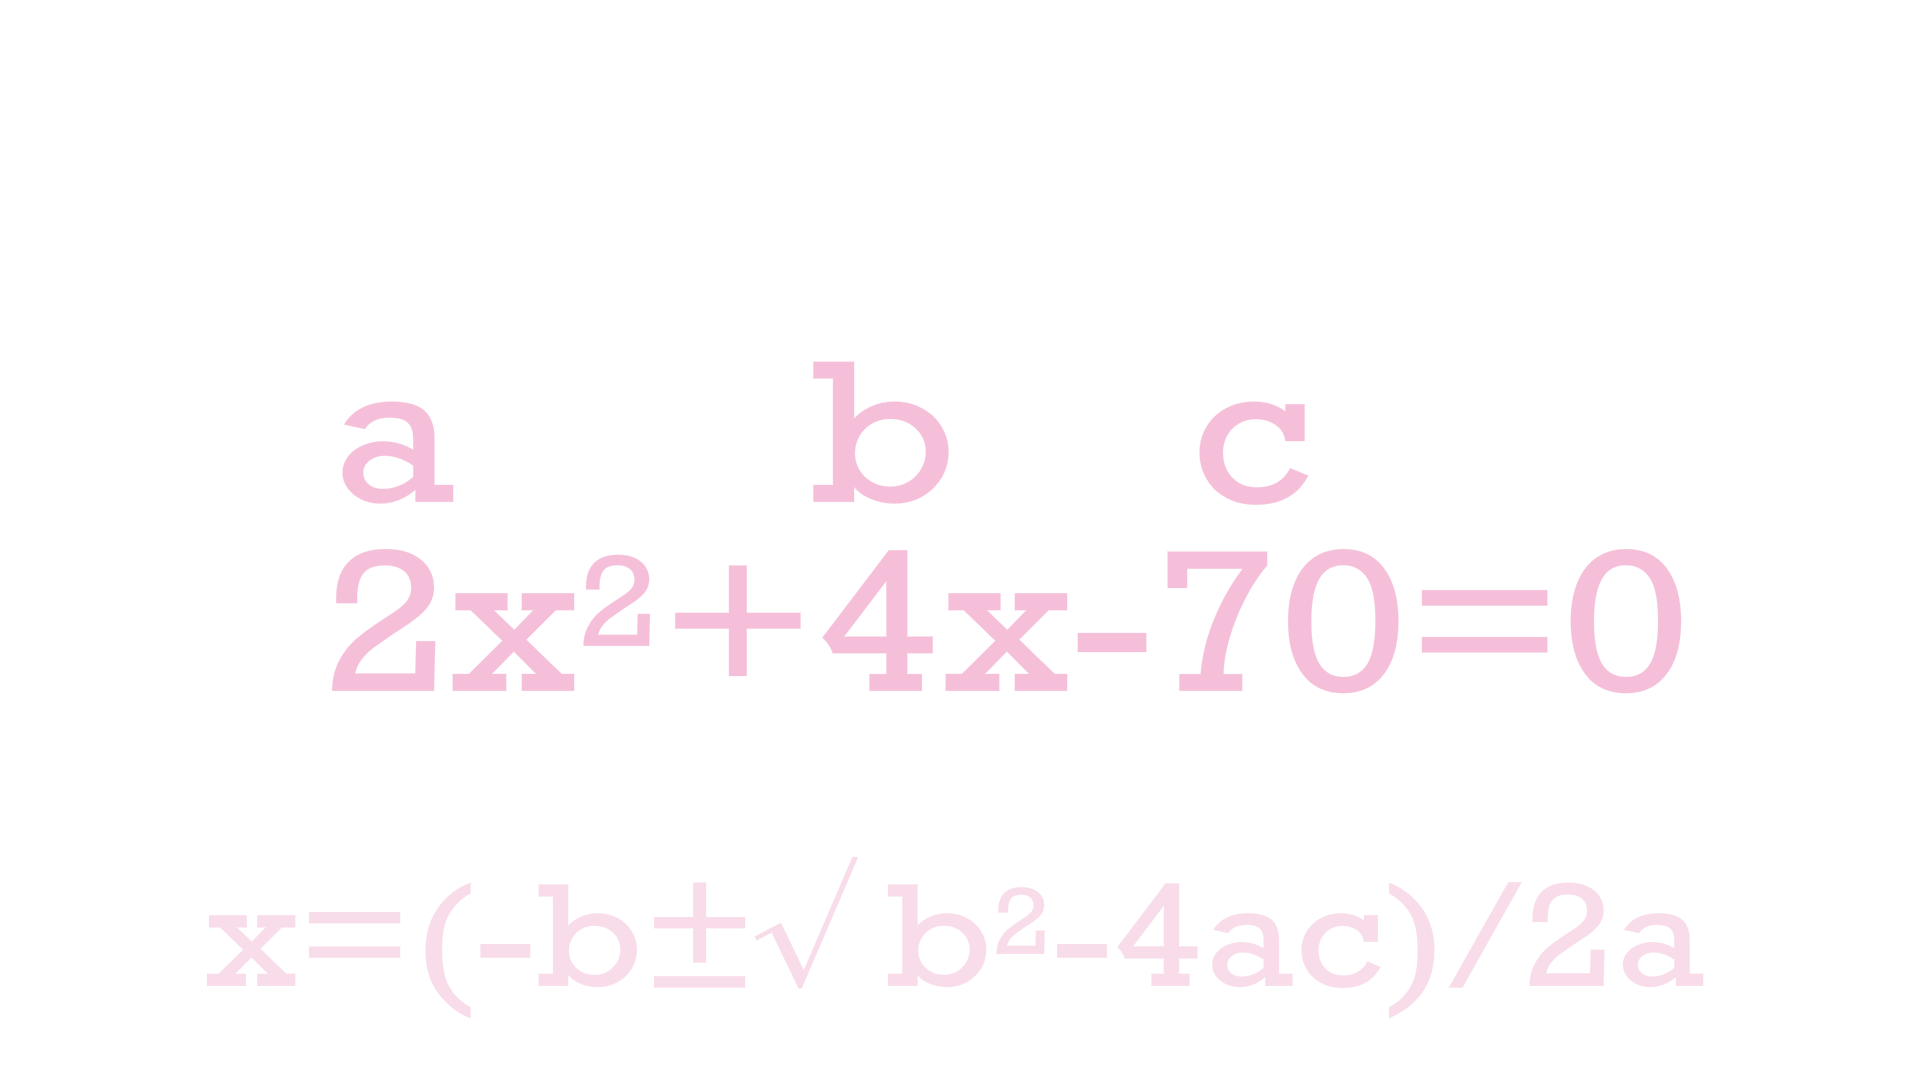 a b c
2x²+4x-70=0
x=(-b±√ b²-4ac)/2a